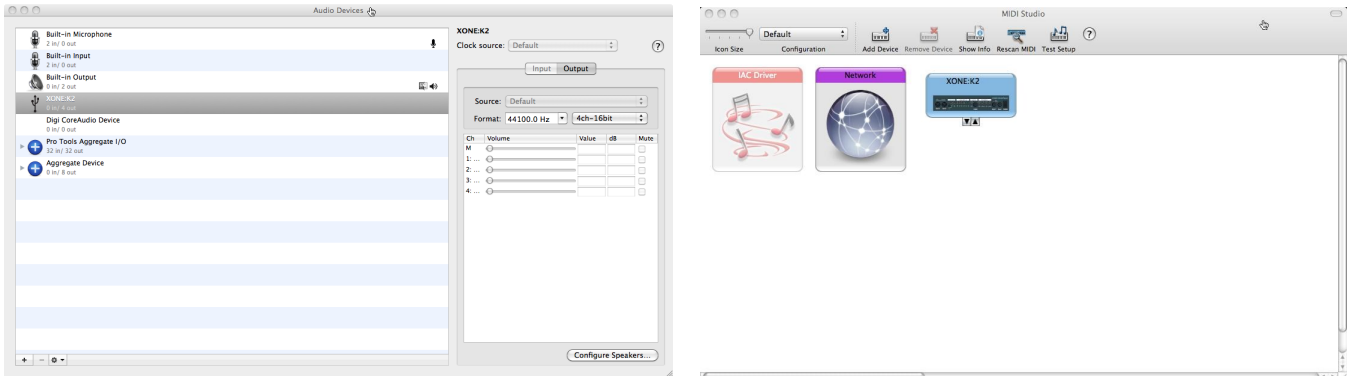 Audio Devices
Built-in Microphone
2 in/ 0 out
Built-in Input
2 in/ 0 out
Built-in Output
0 in/ 2 out
XONE:K2
0 in/ 4 out
Digi CoreAudio Device
0 in/ 0 out
Pro Tools Aggregate I/O
32 in/ 32 out
Aggregate Device
0 in/ 8 out
XONE:K2
Clock source: Default
?
Input Output
Source: Default
Format: 44100.0 Hz 4ch-16bit
Ch Volume Value dB Mute
M
1: ...
2: ...
3: ...
4: ...
Configure Speakers...
MIDI Studio
Default
?
Icon Size Configuration Add Device Remove Device Show Info Rescan MIDI Test Setup
IAC Driver
Network
XONE:K2